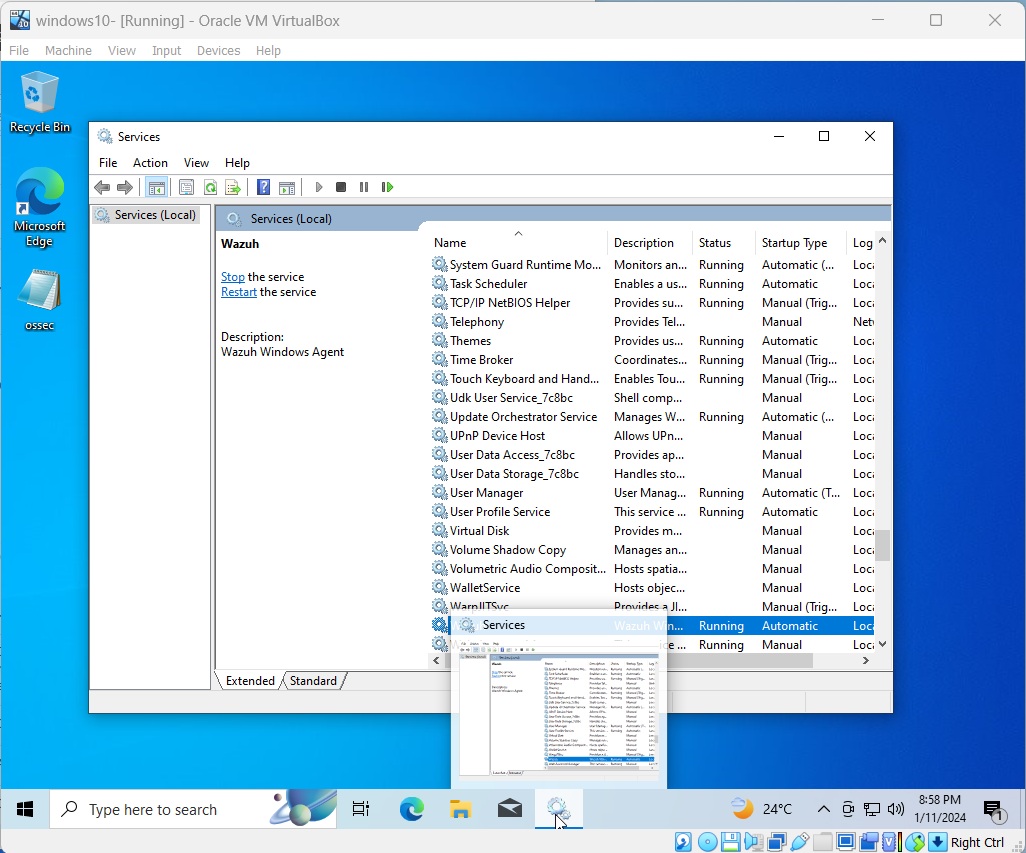 windows10- [Running] - Oracle VM VirtualBox
File Machine View Input Devices Help
Recycle Bin
Microsoft
Edge
ossec
Services
File Action View Help
Services (Local)
Services (Local)
Wazuh
Stop the service
Restart the service
Description:
Wazuh Windows Agent
Name Description Status Startup Type Log
System Guard Runtime Mo... Monitors an... Running Automatic (... Loca
Task Scheduler Enables a us... Running Automatic Loca
TCP/IP NetBIOS Helper Provides su... Running Manual (Trig... Loca
Telephony Provides Tel... Manual Netv
Themes Provides us... Running Automatic Loca
Time Broker Coordinates... Running Manual (Trig... Loca
Touch Keyboard and Hand... Enables Tou... Running Manual (Trig... Loca
Udk User Service_7c8bc Shell comp... Manual Loca
Update Orchestrator Service Manages W... Running Automatic (... Loca
UPnP Device Host Allows UPn... Manual Loca
User Data Access_7c8bc Provides ap... Manual Loca
User Data Storage_7c8bc Handles sto... Manual Loca
User Manager User Manag... Running Automatic (T... Loca
User Profile Service This service ... Running Automatic Loca
Virtual Disk Provides m... Manual Loca
Volume Shadow Copy Manages an... Manual Loca
Volumetric Audio Composit... Hosts spatia... Manual Loca
WalletService Hosts objec... Manual Loca
WarpJITSvc Provides a JI... Manual (Trig... Loca
Services
Wazuh Win... Running Automatic Loca
Running Manual Loca
Extended Standard
Type here to search
24°C
8:58 PM
1/11/2024
1
Right Ctrl